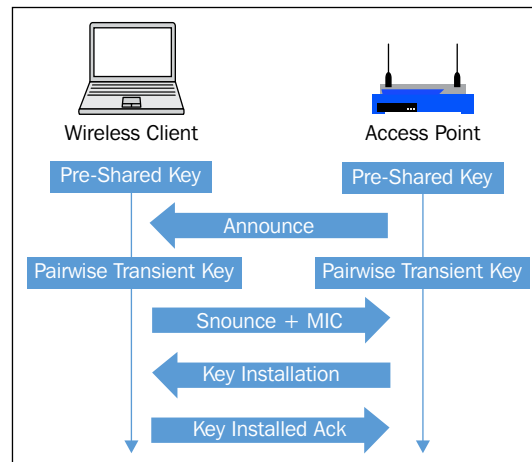 Wireless Client
Access Point
Pre-Shared Key
Pre-Shared Key
Announce
Pairwise Transient Key
Pairwise Transient Key
Snounce + MIC
Key Installation
Key Installed Ack